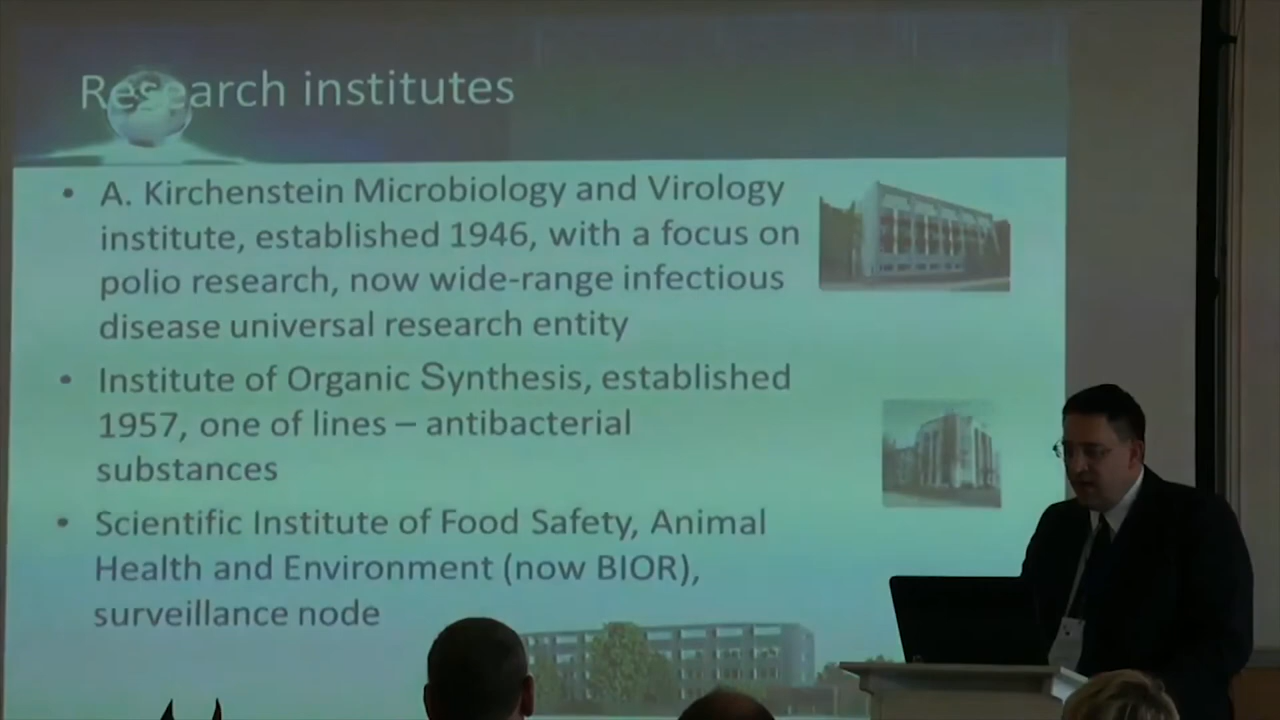 Research institutes
• A. Kirchenstein Microbiology and Virology
institute, established 1946, with a focus on
polio research, now wide-range infectious
disease universal research entity
• Institute of Organic Synthesis, established
1957, one of lines – antibacterial
substances
• Scientific Institute of Food Safety, Animal
Health and Environment (now BIOR),
surveillance node